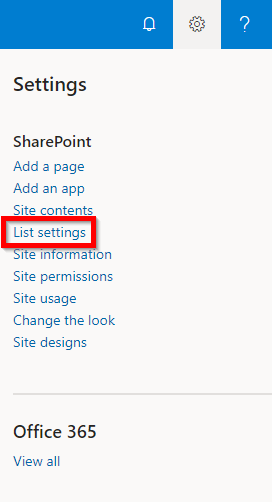 ?
Settings
SharePoint
Add a page
Add an app
Site contents
List settings
Site information
Site permissions
Site usage
Change the look
Site designs
Office 365
View all